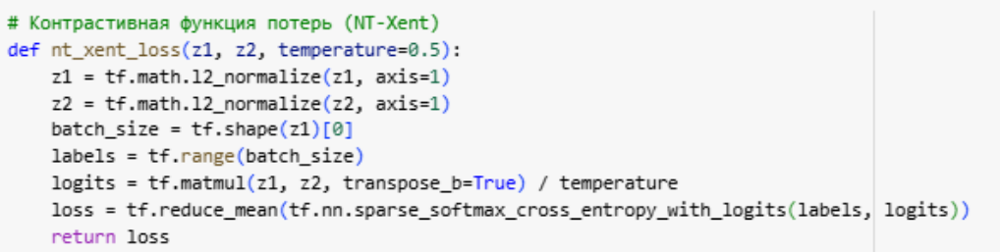 # Контрастивная функция потерь (NT-Xent)
def nt_xent_loss(z1, z2, temperature=0.5):
    z1 = tf.math.l2_normalize(z1, axis=1)
    z2 = tf.math.l2_normalize(z2, axis=1)
    batch_size = tf.shape(z1)[0]
    labels = tf.range(batch_size)
    logits = tf.matmul(z1, z2, transpose_b=True) / temperature
    loss = tf.reduce_mean(tf.nn.sparse_softmax_cross_entropy_with_logits(labels, logits))
    return loss